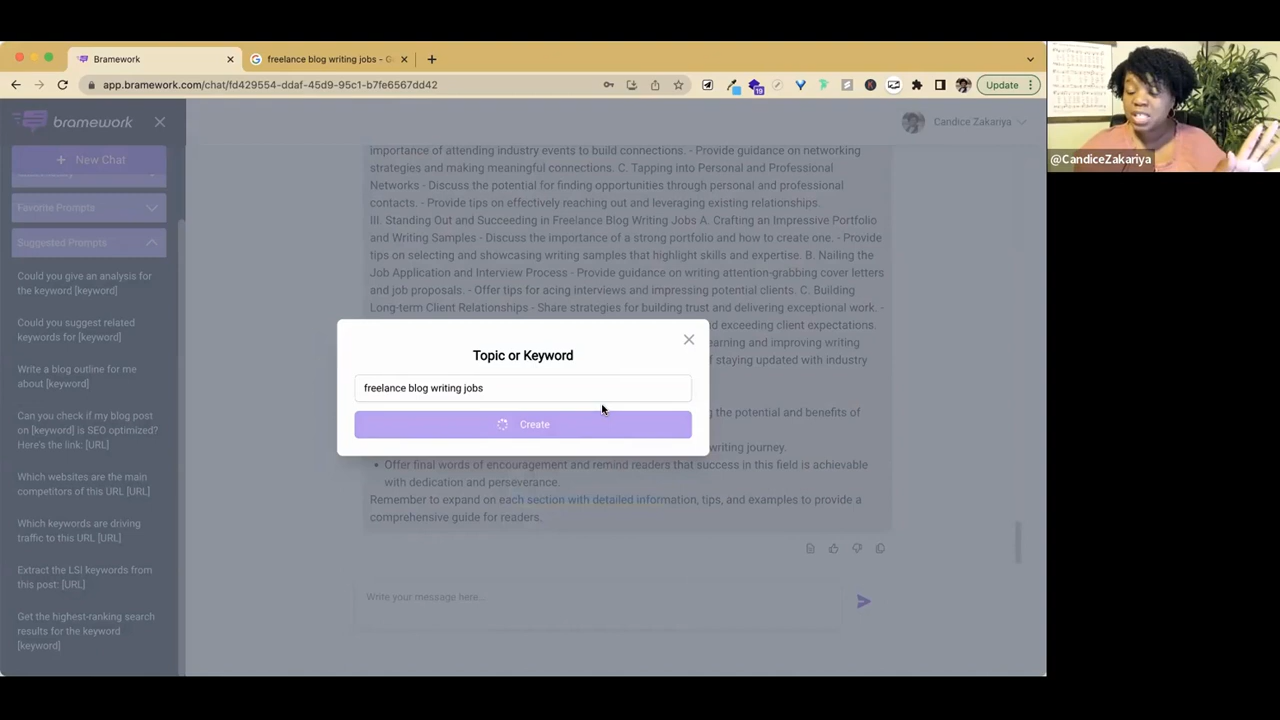 Bramework
freelance blog writing jobs - G
app.bramework.com/chat/fd429554-ddaf-45d9-95c1-b7fe6567dd42
19
Update
bramework
Candice Zakariya
@CandiceZakariya
+ New Chat
Favorite Prompts
Suggested Prompts
Could you give an analysis for
the keyword [keyword]
Could you suggest related
keywords for [keyword]
Write a blog outline for me
about [keyword]
Can you check if my blog post
on [keyword] is SEO optimized?
Here's the link: [URL]
Which websites are the main
competitors of this URL [URL]
Which keywords are driving
traffic to this URL [URL]
Extract the LSI keywords from
this post: [URL]
Get the highest-ranking search
results for the keyword
[keyword]
importance of attending industry events to build connections. - Provide guidance on networking
strategies and making meaningful connections. C. Tapping into Personal and Professional
Networks - Discuss the potential for finding opportunities through personal and professional
contacts. - Provide tips on effectively reaching out and leveraging existing relationships.
III. Standing Out and Succeeding in Freelance Blog Writing Jobs A. Crafting an Impressive Portfolio
and Writing Samples - Discuss the importance of a strong portfolio and how to create one. - Provide
tips on selecting and showcasing writing samples that highlight skills and expertise. B. Nailing the
Job Application and Interview Process - Provide guidance on writing attention-grabbing cover letters
and job proposals. - Offer tips for acing interviews and impressing potential clients. C. Building
Long-term Client Relationships - Share strategies for building trust and delivering exceptional work. -
d exceeding client expectations.
earning and improving writing
f staying updated with industry
Topic or Keyword
freelance blog writing jobs
Create
g the potential and benefits of
writing journey.
• Offer final words of encouragement and remind readers that success in this field is achievable
with dedication and perseverance.
Remember to expand on each section with detailed information, tips, and examples to provide a
comprehensive guide for readers.
Write your message here...